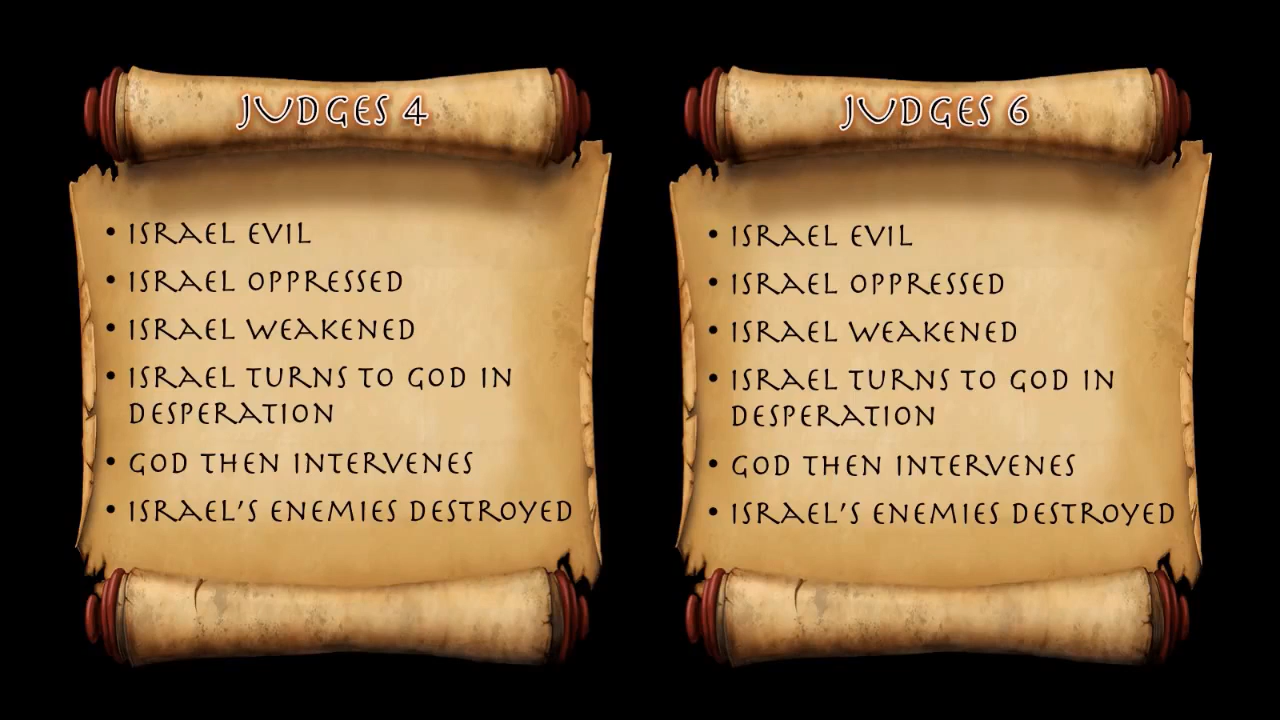 JUDGES 4
• ISRAEL EVIL
• ISRAEL OPPRESSED
• ISRAEL WEAKENED
• ISRAEL TURNS TO GOD IN
DESPERATION
• GOD THEN INTERVENES
• ISRAEL'S ENEMIES DESTROYED
JUDGES 6
• ISRAEL EVIL
• ISRAEL OPPRESSED
• ISRAEL WEAKENED
• ISRAEL TURNS TO GOD IN
DESPERATION
• GOD THEN INTERVENES
• ISRAEL'S ENEMIES DESTROYED